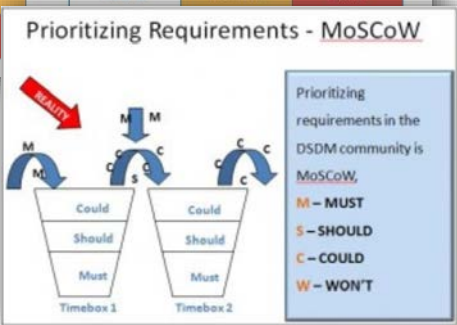 Prioritizing Requirements - MoSCoW
REALITY
M
M
M
M
C
C
C
C
S
C
C
C
C
Could
Should
Must
Timebox 1
Could
Should
Must
Timebox 2
Prioritizing
requirements in the
DSDM community is
MoSCoW,
M – MUST
S – SHOULD
C – COULD
W – WON'T